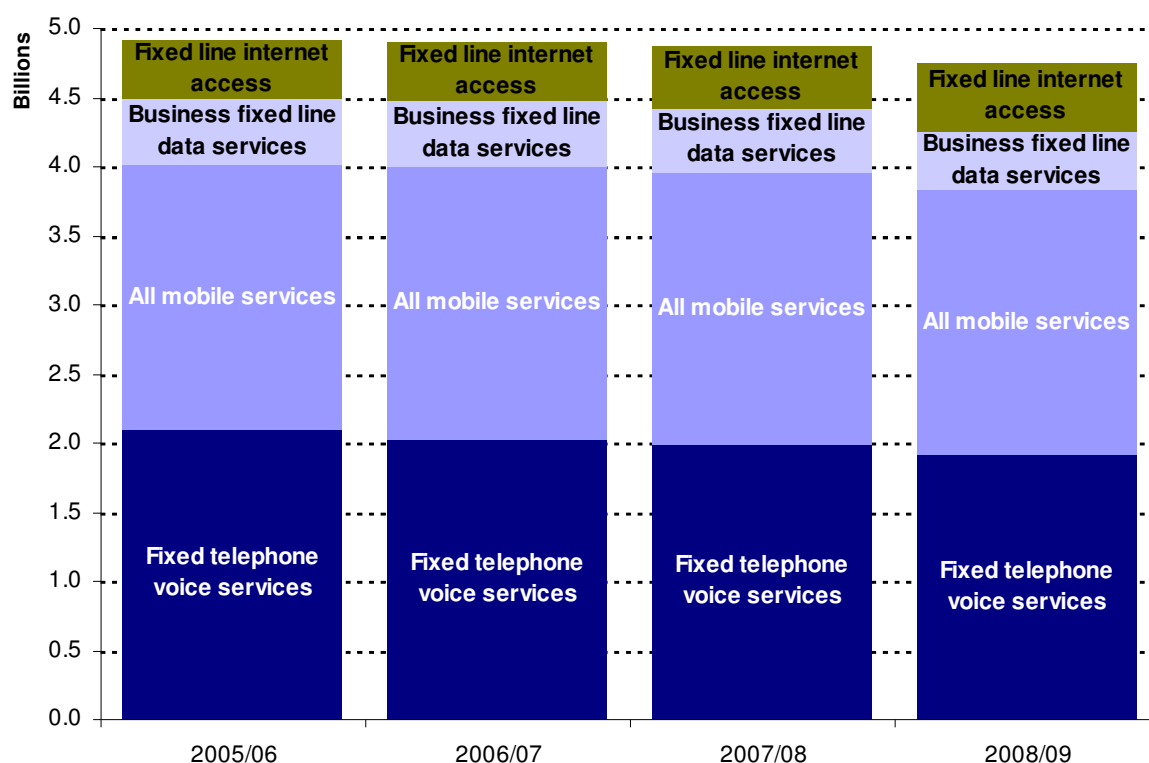 Billions
5.0
4.5
4.0
3.5
3.0
2.5
2.0
1.5
1.0
0.5
0.0
Fixed line internet
access
Business fixed line
data services
All mobile services
Fixed telephone
voice services
Fixed line internet
access
Business fixed line
data services
All mobile services
Fixed telephone
voice services
Fixed line internet
access
Business fixed line
data services
All mobile services
Fixed telephone
voice services
Fixed line internet
access
Business fixed line
data services
All mobile services
Fixed telephone
voice services
2005/06
2006/07
2007/08
2008/09